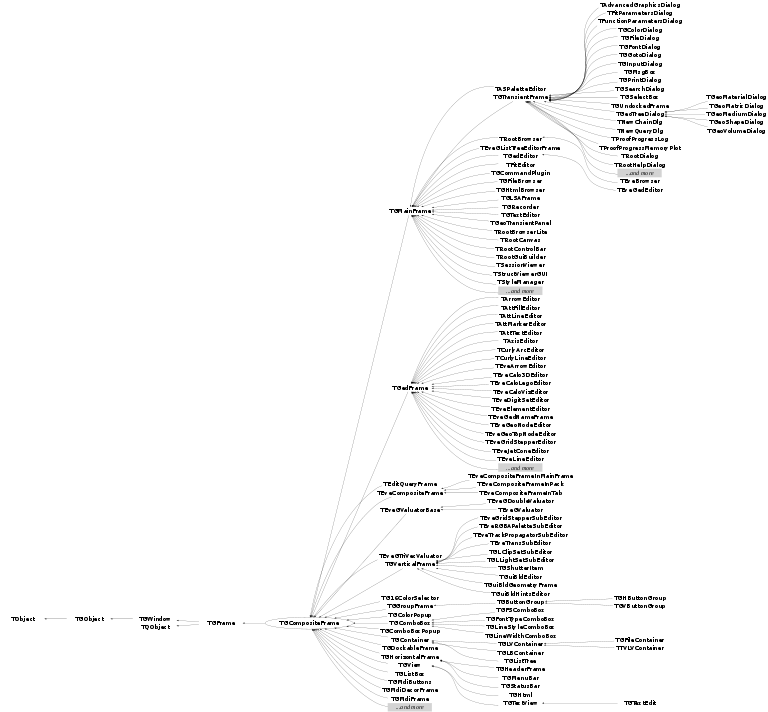 TAdvancedGraphicsDialog
TFitParametersDialog
TFunctionParametersDialog
TGColorDialog
TGFileDialog
TGFontDialog
TGGotoDialog
TGInputDialog
TGMsgBox
TGPrintDialog
TGSearchDialog
TGSelectBox
TGUndockedFrame
TGeoTreeDialog
TNewChainDlg
TNewQueryDlg
TProofProgressLog
TProofProgressMemoryPlot
TRootDialog
TRootHelpDialog
...and more
TEveBrowser
TEveGedEditor
TGeoMaterialDialog
TGeoMatrixDialog
TGeoMediumDialog
TGeoShapeDialog
TGeoVolumeDialog
TASPaletteEditor
TGTransientFrame
TRootBrowser
TEveGListTreeEditorFrame
TGedEditor
TFitEditor
TGCommandPlugin
TGFileBrowser
TGHtmlBrowser
TGLSAFrame
TGRecorder
TGTextEditor
TGeoTransientPanel
TRootBrowserLite
TRootCanvas
TRootControlBar
TRootGuiBuilder
TSessionViewer
TStructViewerGUI
TStyleManager
...and more
TGMainFrame
TArrowEditor
TAttFillEditor
TAttLineEditor
TAttMarkerEditor
TAttTextEditor
TAxisEditor
TCurlyArcEditor
TCurlyLineEditor
TEveArrowEditor
TEveCalo3DEditor
TEveCaloLegoEditor
TEveCaloVizEditor
TEveDigitSetEditor
TEveElementEditor
TEveGedNameFrame
TEveGeoNodeEditor
TEveGeoTopNodeEditor
TEveGridStepperEditor
TEveJetConeEditor
TEveLineEditor
...and more
TGedFrame
TEveCompositeFrameInMainFrame
TEveCompositeFrameInPack
TEveCompositeFrameInTab
TEveGDoubleValuator
TEveGValuator
TEveGridStepperSubEditor
TEveRGBAPaletteSubEditor
TEveTrackPropagatorSubEditor
TEveTransSubEditor
TGLClipSetSubEditor
TGLLightSetSubEditor
TGShutterItem
TGuiBldEditor
TGuiBldGeometryFrame
TGuiBldHintsEditor
TGButtonGroup
TGFSComboBox
TGFontTypeComboBox
TGLineStyleComboBox
TGLineWidthComboBox
TGLVContainer
TGLBContainer
TGListTree
TGHeaderFrame
TGMenuBar
TGStatusBar
TGHtml
TGTextView
TGHButtonGroup
TGVButtonGroup
TGFileContainer
TTVLVContainer
TGTextEdit
TEditQueryFrame
TEveCompositeFrame
TEveGValuatorBase
TEveGTriVecValuator
TGVerticalFrame
TG16ColorSelector
TGGroupFrame
TGColorPopup
TGComboBox
TGComboBoxPopup
TGContainer
TGDockableFrame
TGHorizontalFrame
TGView
TGListBox
TGMdiButtons
TGMdiDecorFrame
TGMdiFrame
...and more
TObject
TGObject
TGWindow
TQObject
TGFrame
TGCompositeFrame